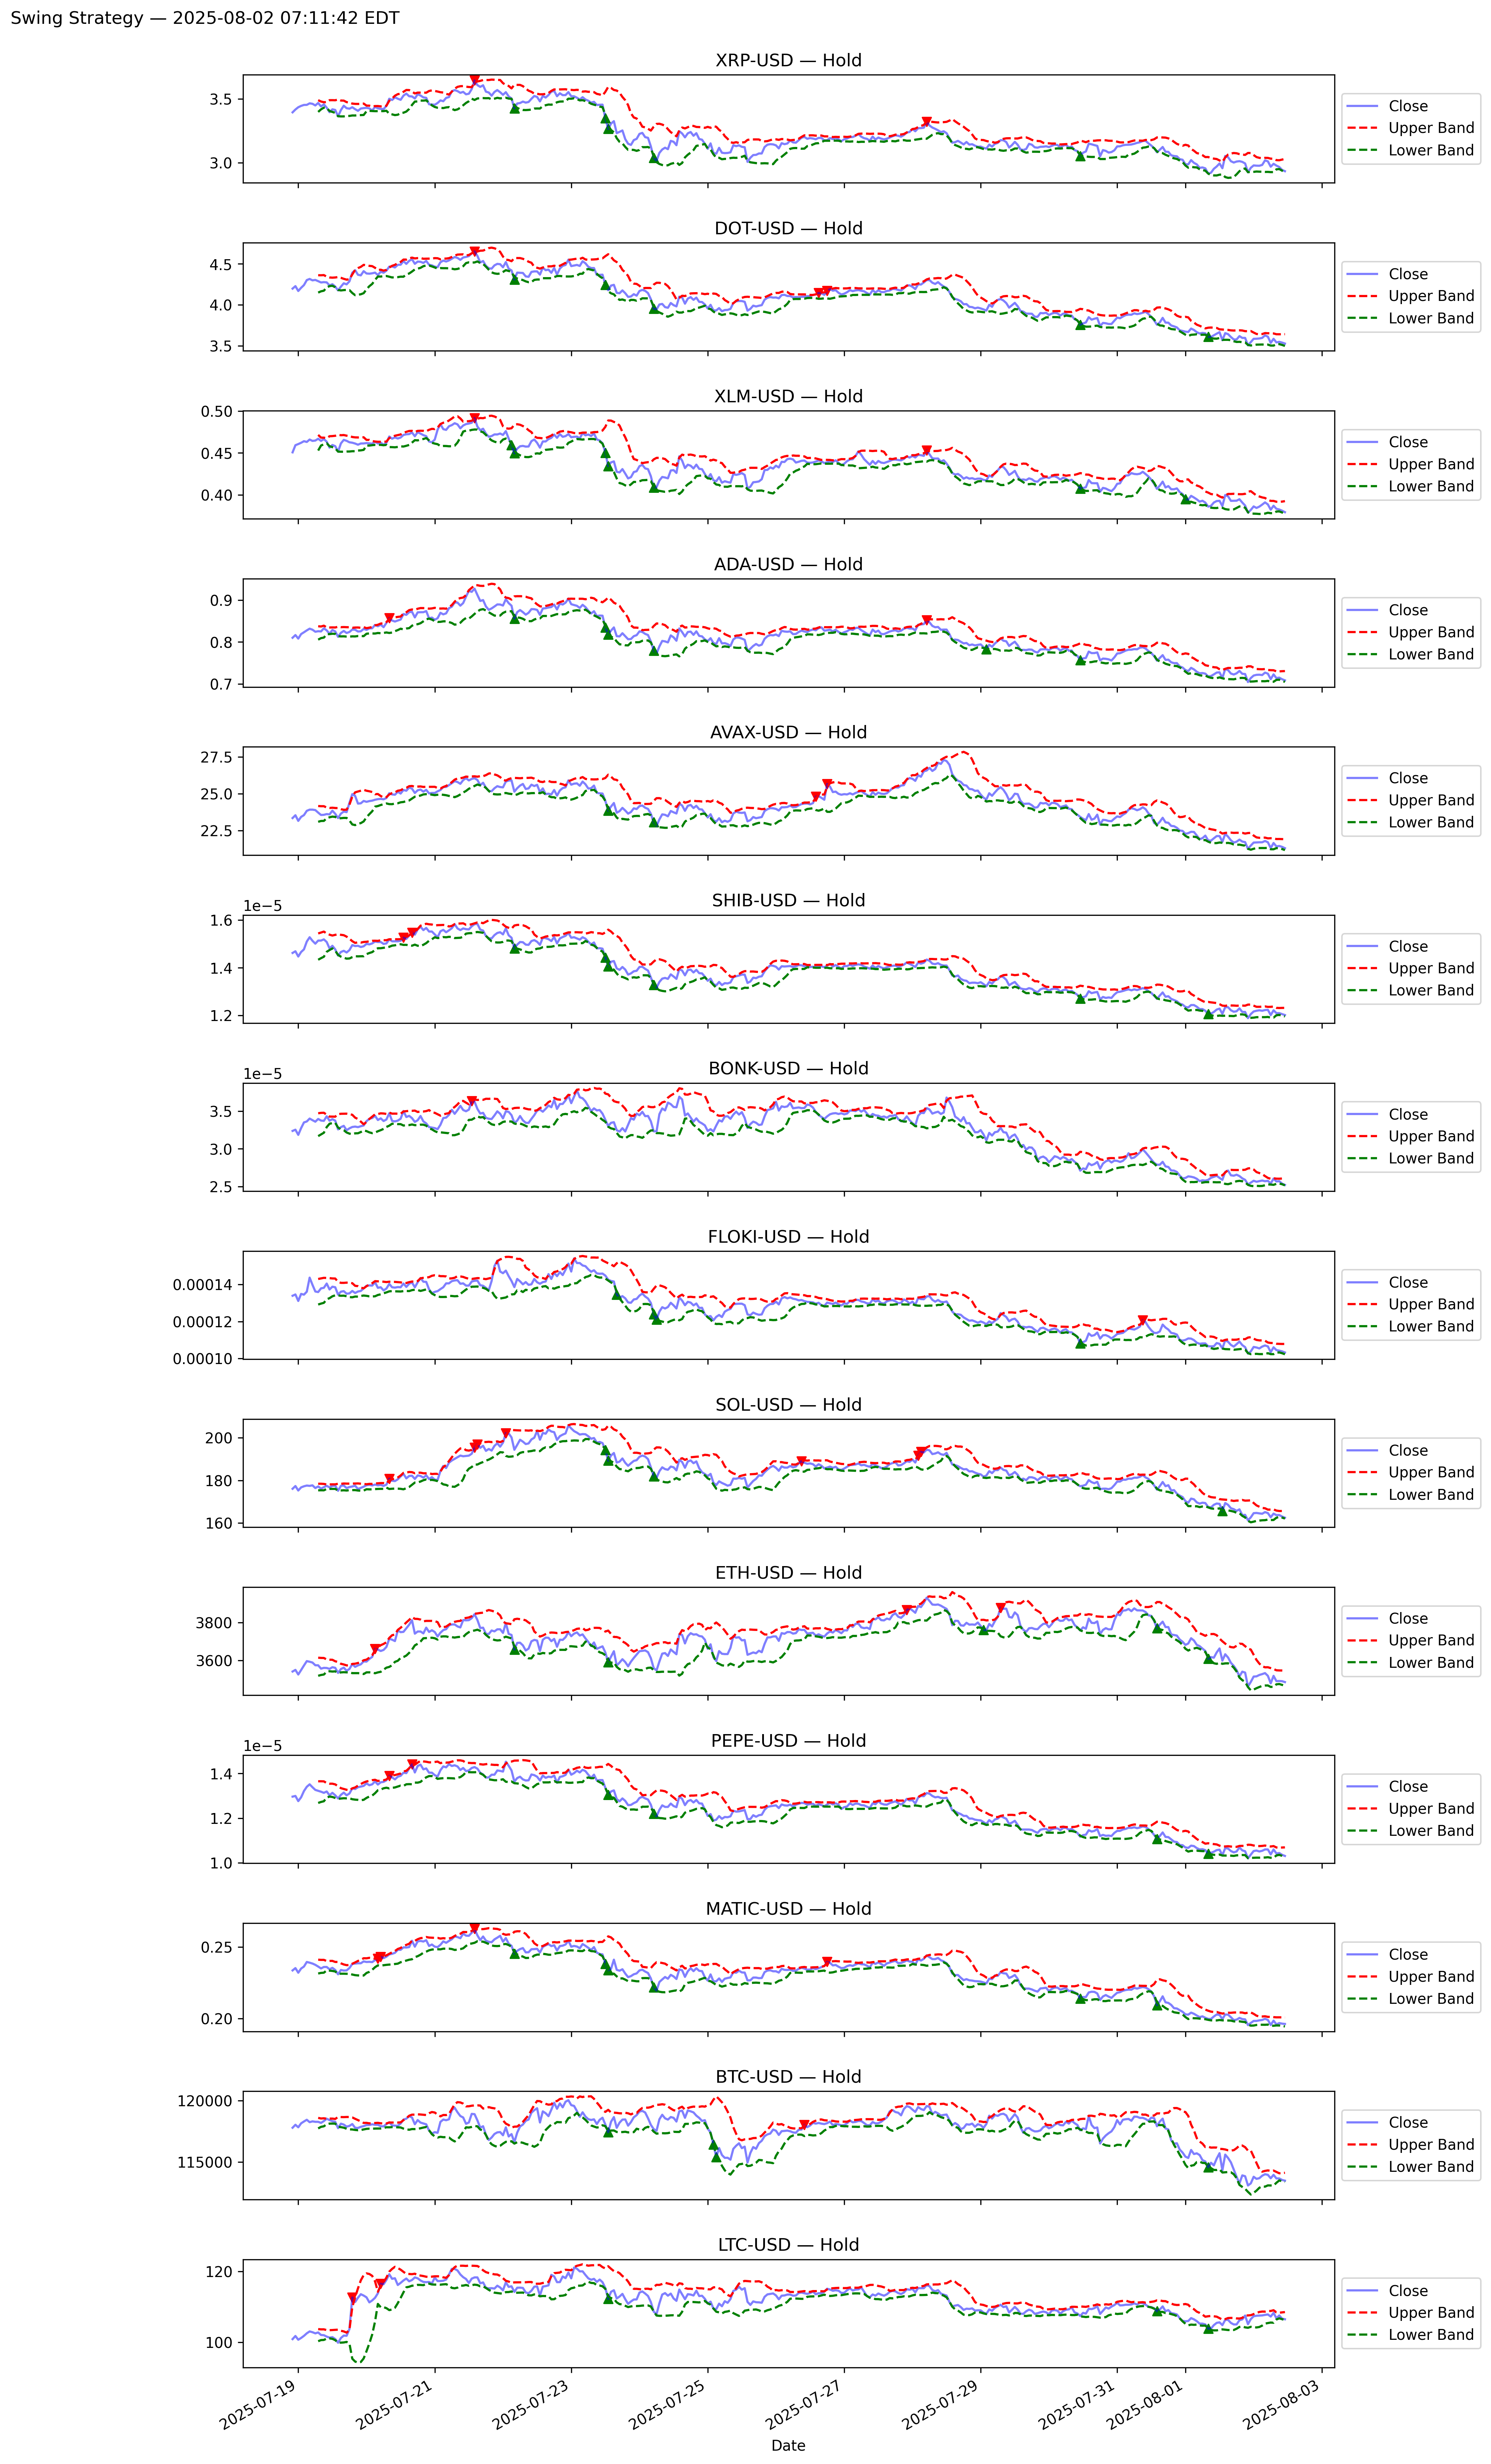 Swing Strategy — 2025-08-02 07:11:42 EDT
XRP-USD — Hold
3.5
3.0
Close
Upper Band
Lower Band
DOT-USD — Hold
4.5
4.0
3.5
Close
Upper Band
Lower Band
XLM-USD — Hold
0.50
0.45
0.40
Close
Upper Band
Lower Band
ADA-USD — Hold
0.9
0.8
0.7
Close
Upper Band
Lower Band
AVAX-USD — Hold
27.5
25.0
22.5
Close
Upper Band
Lower Band
SHIB-USD — Hold
1e−5
1.6
1.4
1.2
Close
Upper Band
Lower Band
BONK-USD — Hold
1e−5
3.5
3.0
2.5
Close
Upper Band
Lower Band
FLOKI-USD — Hold
0.00014
0.00012
0.00010
Close
Upper Band
Lower Band
SOL-USD — Hold
200
180
160
Close
Upper Band
Lower Band
ETH-USD — Hold
3800
3600
Close
Upper Band
Lower Band
PEPE-USD — Hold
1e−5
1.4
1.2
1.0
Close
Upper Band
Lower Band
MATIC-USD — Hold
0.25
0.20
Close
Upper Band
Lower Band
BTC-USD — Hold
120000
115000
Close
Upper Band
Lower Band
LTC-USD — Hold
120
100
Close
Upper Band
Lower Band
2025-07-19
2025-07-21
2025-07-23
2025-07-25
2025-07-27
2025-07-29
2025-07-31
2025-08-01
2025-08-03
Date